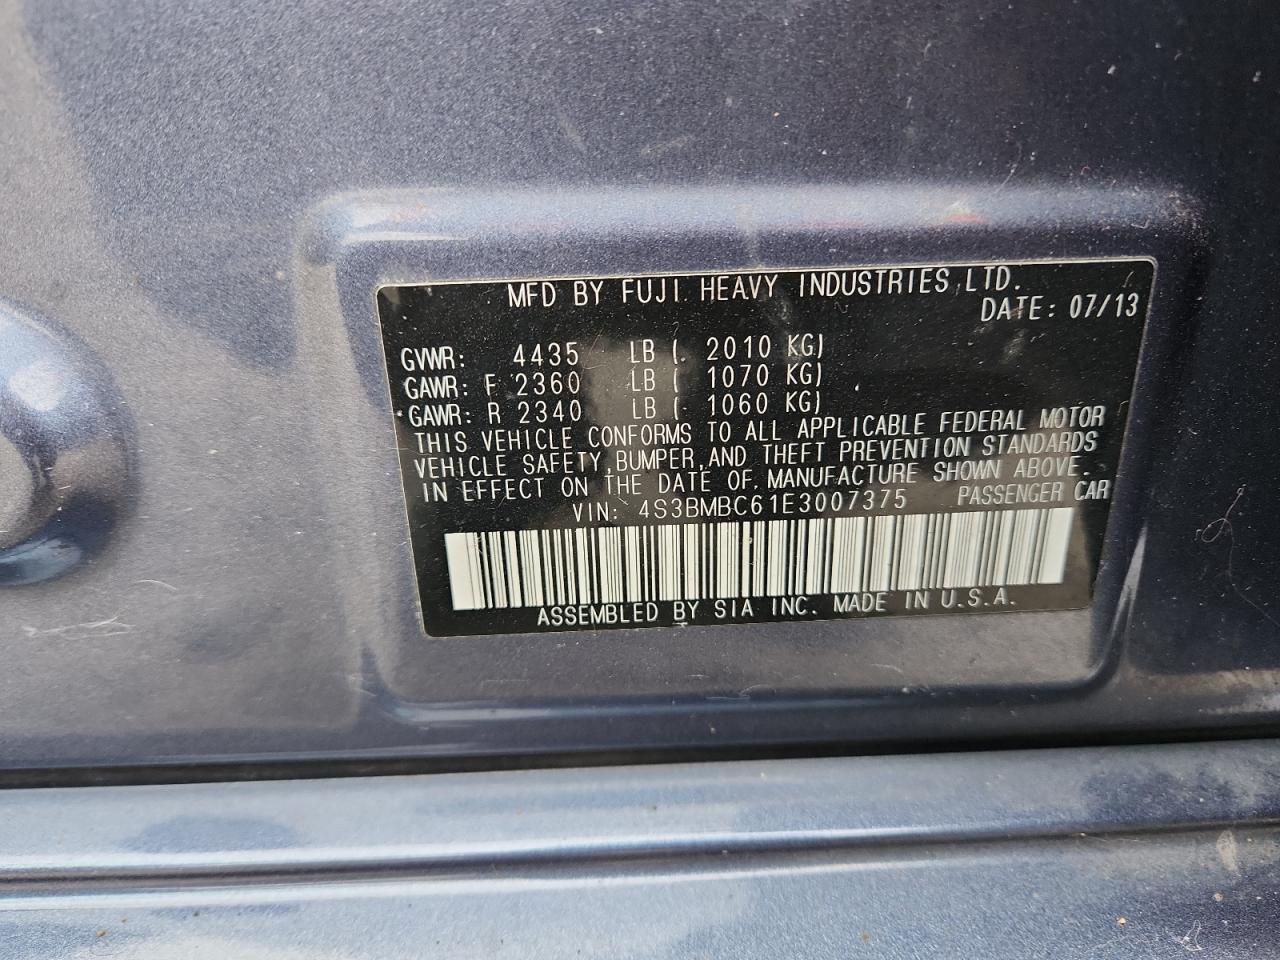 MFD BY FUJI HEAVY INDUSTRIES LTD.
DATE: 07/13
GVWR: 4435 LB ( 2010 KG)
GAWR: F 2360 LB ( 1070 KG)
GAWR: R 2340 LB ( 1060 KG)
THIS VEHICLE CONFORMS TO ALL APPLICABLE FEDERAL MOTOR
VEHICLE SAFETY, BUMPER, AND THEFT PREVENTION STANDARDS
IN EFFECT ON THE DATE OF MANUFACTURE SHOWN ABOVE.
VIN: 4S3BMBC61E3007375 PASSENGER CAR
ASSEMBLED BY SIA INC. MADE IN U.S.A.